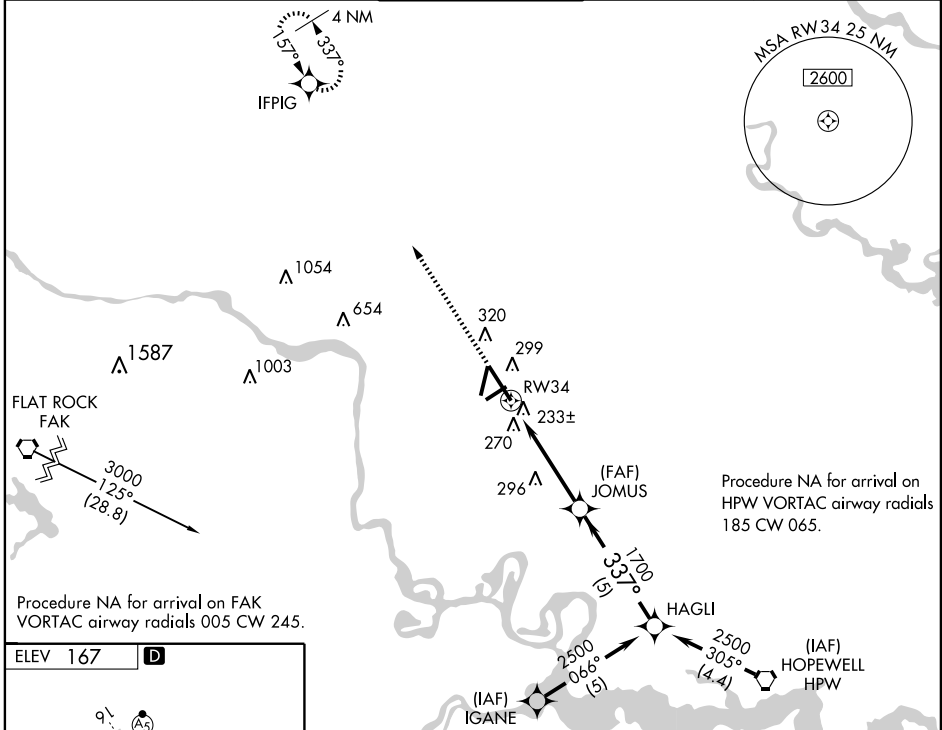 4 NM
157°
337°
IFPIG
MSA RW34 25 NM
2600
1054
654
1587
1003
320
299
RW34
233±
270
296
FLAT ROCK
FAK
3000
125°
(28.8)
(FAF)
JOMUS
Procedure NA for arrival on
HPW VORTAC airway radials
185 CW 065.
1700
337°
(5)
HAGLI
Procedure NA for arrival on FAK
VORTAC airway radials 005 CW 245.
2500
066°
(5)
2500
305°
(4.4)
(IAF)
HOPEWELL
HPW
(IAF)
IGANE
ELEV 167 D
A5